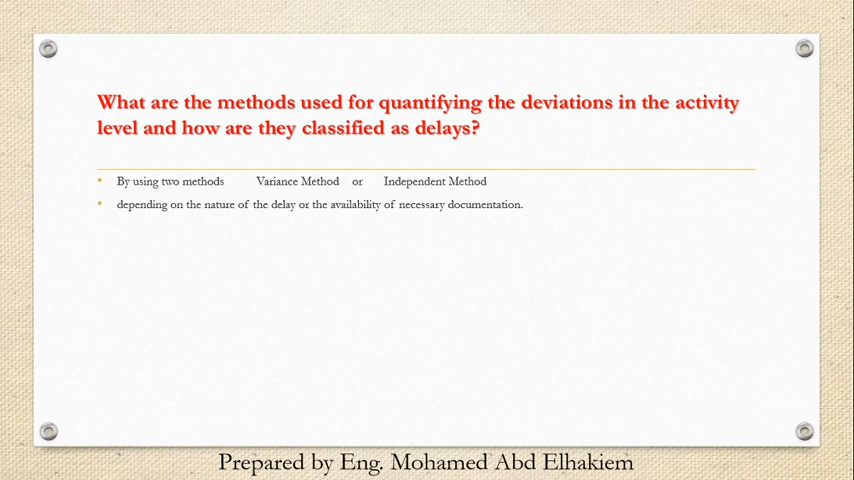 What are the methods used for quantifying the deviations in the activity
level and how are they classified as delays?
• By using two methods Variance Method or Independent Method
• depending on the nature of the delay or the availability of necessary documentation.
Prepared by Eng. Mohamed Abd Elhakiem